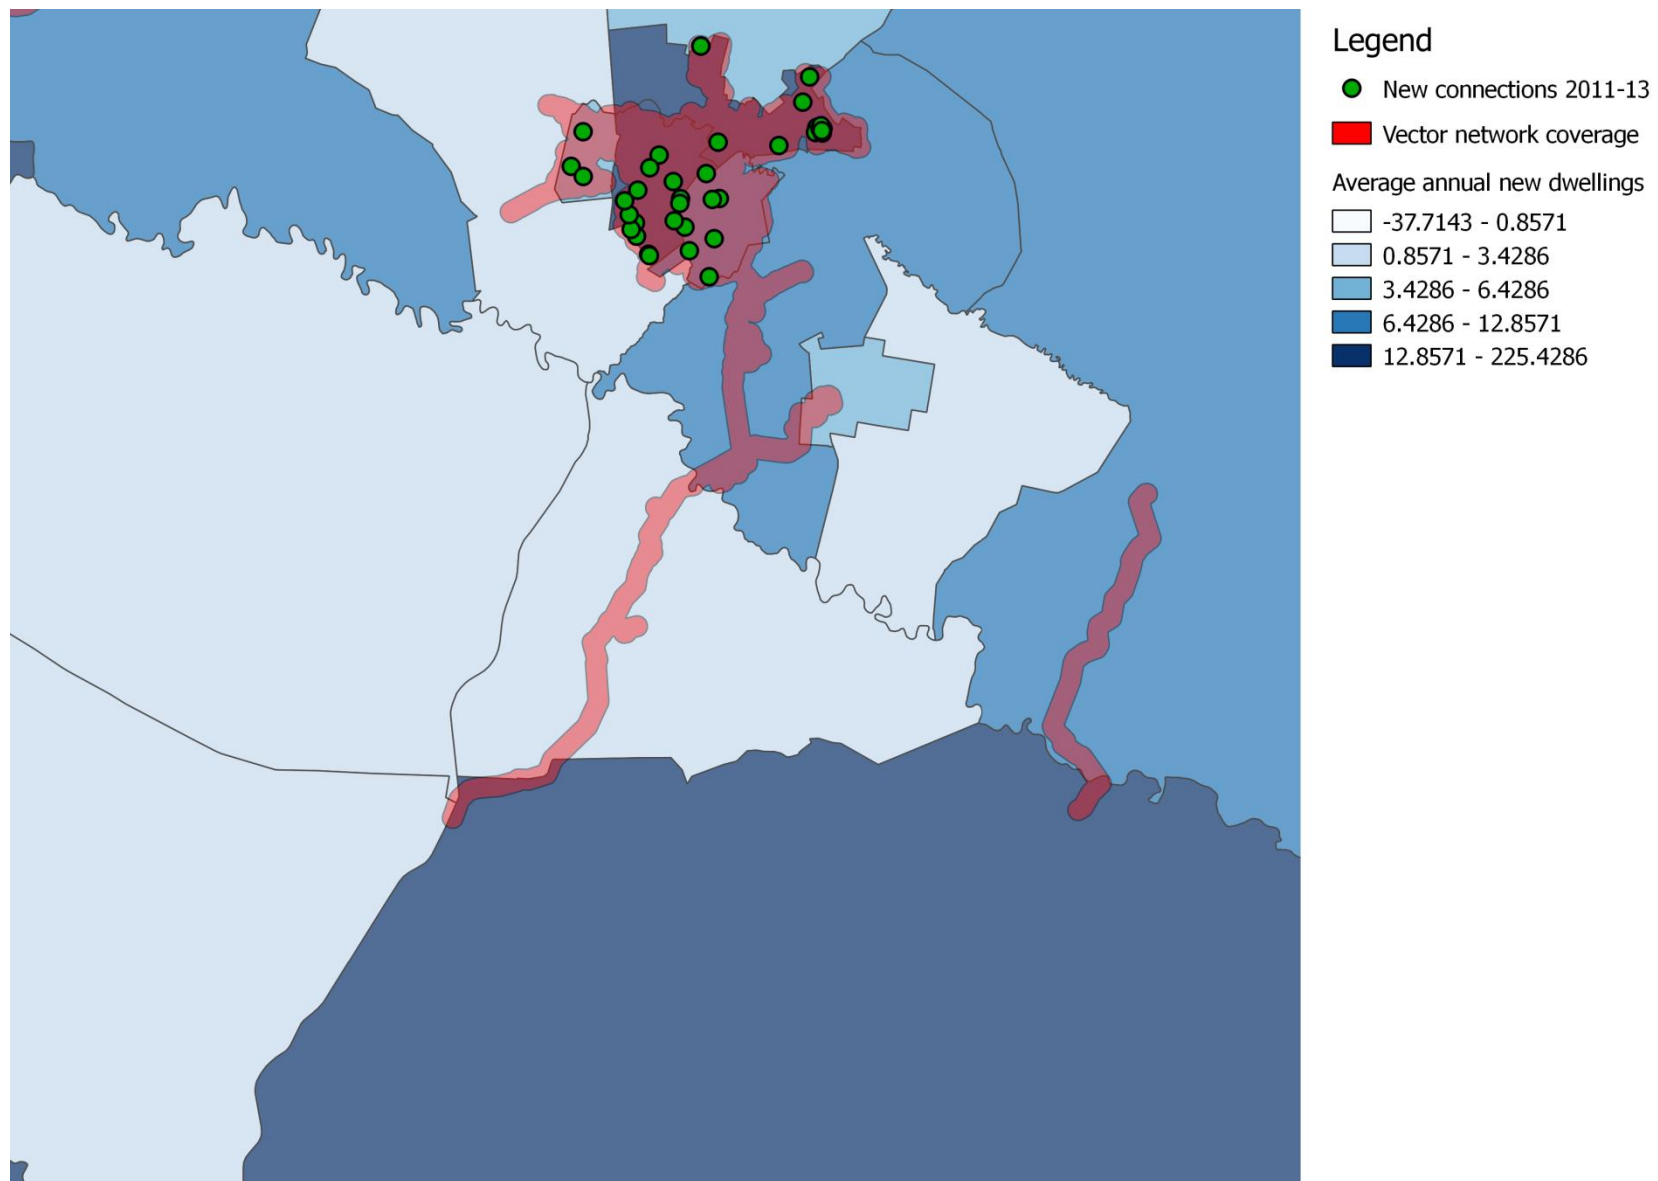 Legend
New connections 2011-13
Vector network coverage
Average annual new dwellings
-37.7143 - 0.8571
0.8571 - 3.4286
3.4286 - 6.4286
6.4286 - 12.8571
12.8571 - 225.4286